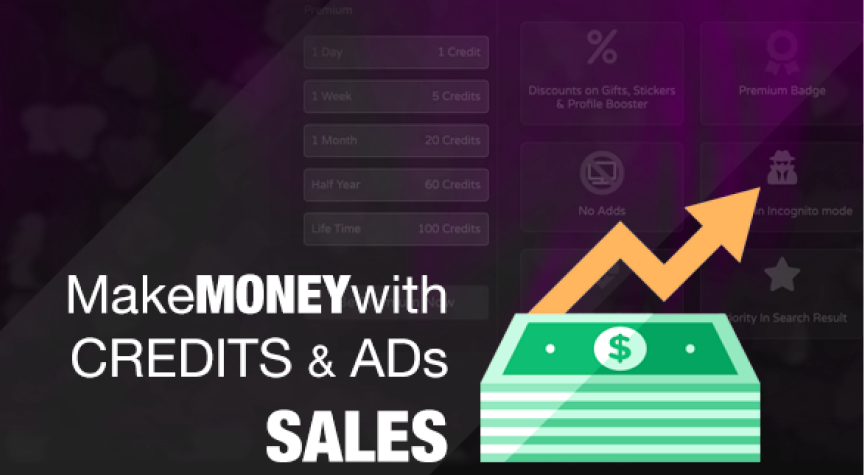 Premium
1 Day 1 Credit
1 Week 5 Credits
1 Month 20 Credits
Half Year 60 Credits
Life Time 100 Credits
Discounts on Gifts, Stickers
& Profile Booster
Premium Badge
No Adds
in Incognito mode
In Search Result
MakeMONEYwith
CREDITS & ADs
SALES
$